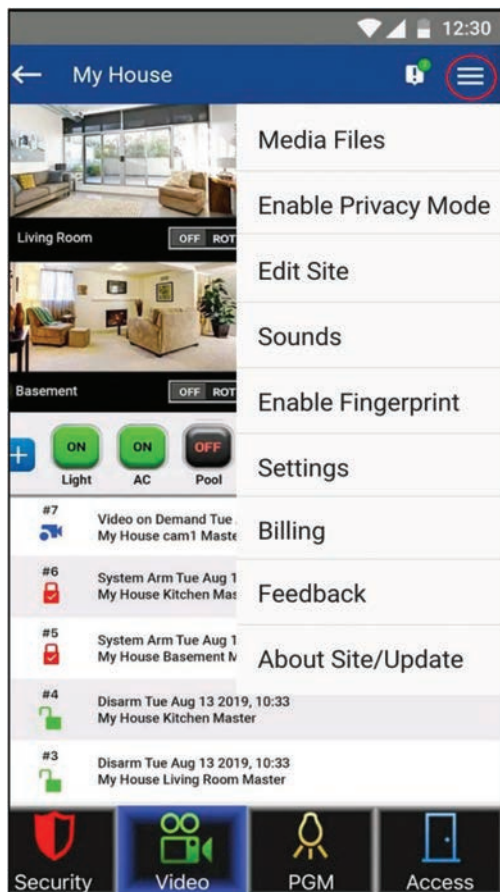 12:30
My House
Media Files
Enable Privacy Mode
Edit Site
Sounds
Enable Fingerprint
Settings
Billing
Feedback
About Site/Update
Living Room
OFF ROT
Basement
OFF ROT
+
ON
ON
OFF
Light
AC
Pool
#7
Video on Demand Tue
My House cam1 Maste
#6
System Arm Tue Aug 1
My House Kitchen Mas
#5
System Arm Tue Aug 1
My House Basement M
#4
Disarm Tue Aug 13 2019, 10:33
My House Kitchen Master
#3
Disarm Tue Aug 13 2019, 10:33
My House Living Room Master
Security
Video
PGM
Access